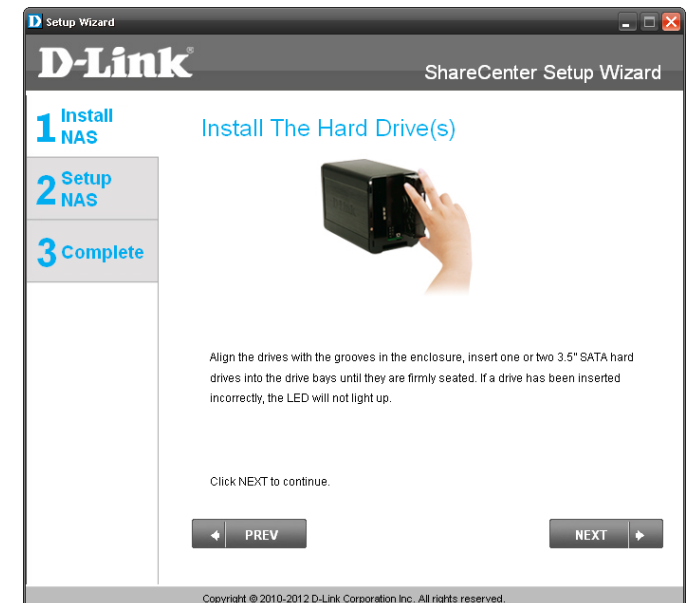 Setup Wizard
D-Link®
ShareCenter Setup Wizard
1 Install
NAS
2 Setup
NAS
3 Complete
Install The Hard Drive(s)
Align the drives with the grooves in the enclosure, insert one or two 3.5" SATA hard
drives into the drive bays until they are firmly seated. If a drive has been inserted
incorrectly, the LED will not light up.
Click NEXT to continue.
PREV
NEXT
Copyright © 2010-2012 D-Link Corporation Inc. All rights reserved.